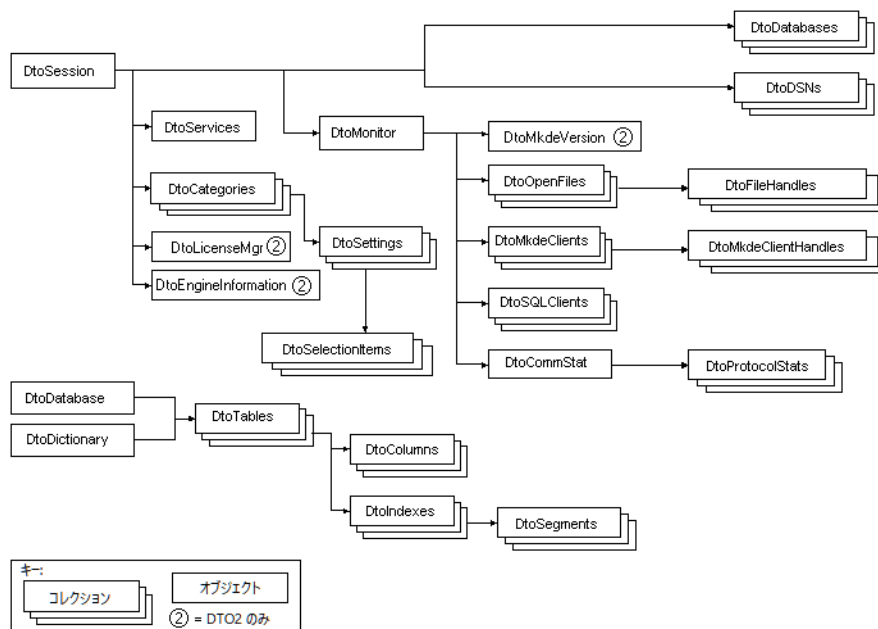 DtoDatabases
DtoSession
DtoDSNs
DtoServices
DtoMonitor
DtoMkdeVersion ②
DtoCategories
DtoOpenFiles
DtoFileHandles
DtoLicenseMgr ②
DtoSettings
DtoMkdeClients
DtoMkdeClientHandles
DtoEngineInformation ②
DtoSQLClients
DtoSelectionItems
DtoCommStat
DtoProtocolStats
DtoDatabase
DtoTables
DtoDictionary
DtoColumns
DtoIndexes
DtoSegments
キー:
コレクション
オブジェクト
② = DTO2 のみ